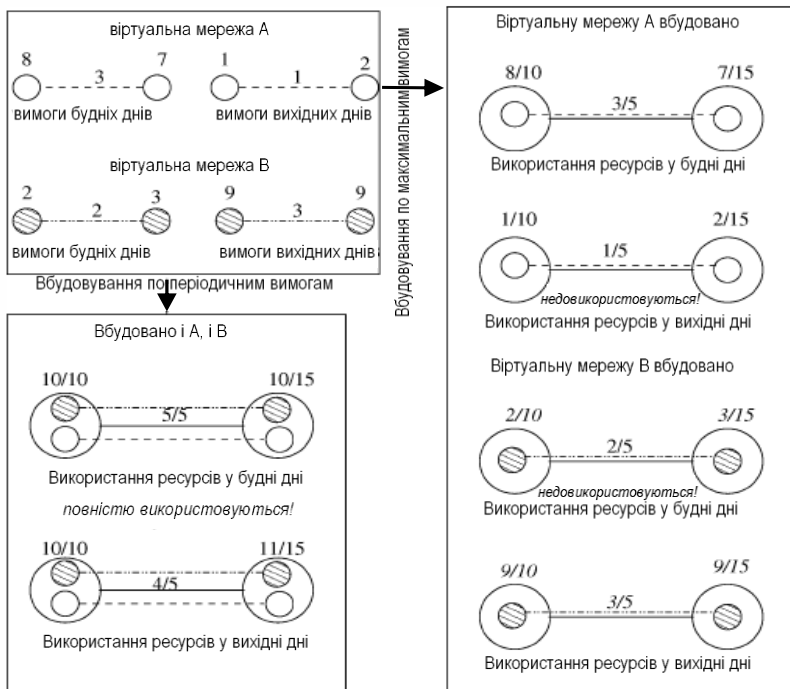 віртуальна мережа A
8 7 1 2
3 1
вимоги будніх днів вимоги вихідних днів
віртуальна мережа B
2 3 9 9
2 3
вимоги будніх днів вимоги вихідних днів
Вбудовування по періодичним вимогам
Вбудовування по максимальним вимогам
Вбудовано і А, і В
10/10 10/15
5/5
Використання ресурсів у будні дні
повністю використовуються!
10/10 11/15
4/5
Використання ресурсів у вихідні дні
Віртуальну мережу А вбудовано
8/10 7/15
3/5
Використання ресурсів у будні дні
1/10 2/15
1/5
недовикористовуються!
Використання ресурсів у вихідні дні
Віртуальну мережу В вбудовано
2/10 3/15
2/5
недовикористовуються!
Використання ресурсів у будні дні
9/10 9/15
3/5
Використання ресурсів у вихідні дні